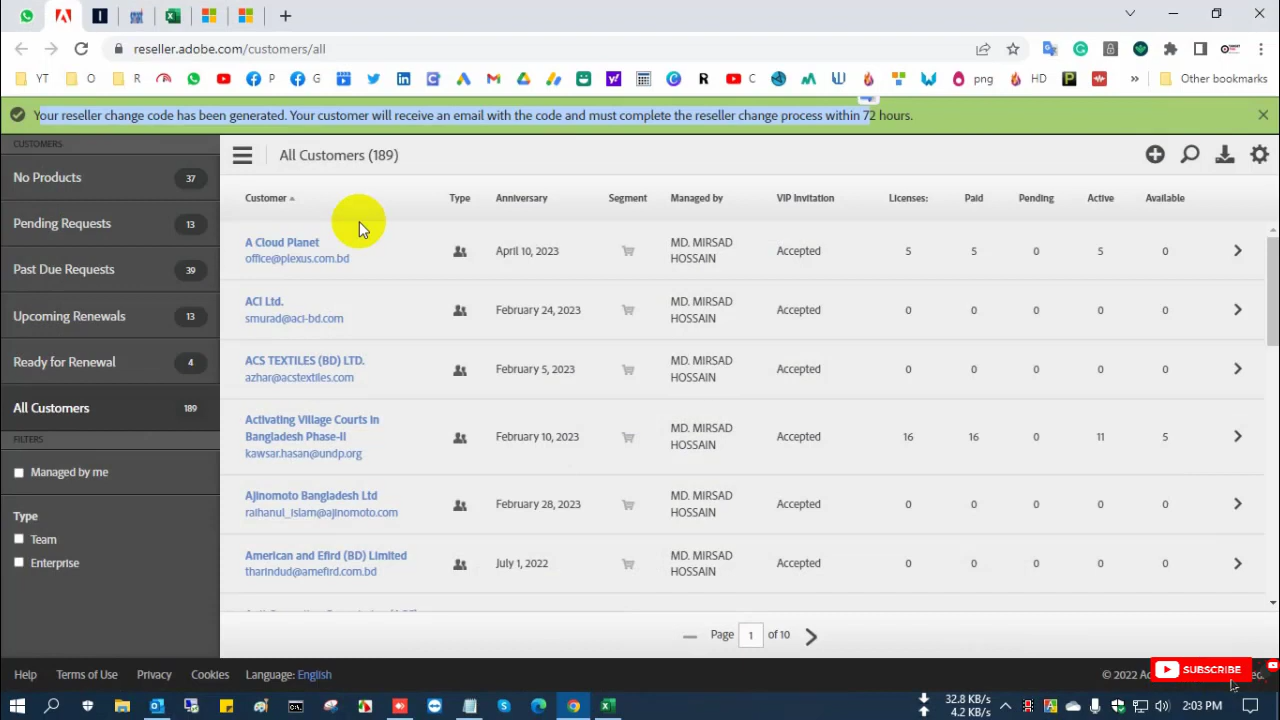 reseller.adobe.com/customers/all
YT O R P G C png HD Other bookmarks
Your reseller change code has been generated. Your customer will receive an email with the code and must complete the reseller change process within 72 hours.
CUSTOMERS
No Products 37
Pending Requests 13
Past Due Requests 39
Upcoming Renewals 13
Ready for Renewal 4
All Customers 189
FILTERS
Managed by me
Type
Team
Enterprise
All Customers (189)
Customer Type Anniversary Segment Managed by VIP Invitation Licenses: Paid Pending Active Available
A Cloud Planet
office@plexus.com.bd
April 10, 2023
MD. MIRSAD
HOSSAIN
Accepted 5 5 0 5 0
ACI Ltd.
smurad@aci-bd.com
February 24, 2023
MD. MIRSAD
HOSSAIN
Accepted 0 0 0 0 0
ACS TEXTILES (BD) LTD.
azhar@acstextiles.com
February 5, 2023
MD. MIRSAD
HOSSAIN
Accepted 0 0 0 0 0
Activating Village Courts in
Bangladesh Phase-II
kawsar.hasan@undp.org
February 10, 2023
MD. MIRSAD
HOSSAIN
Accepted 16 16 0 11 5
Ajinomoto Bangladesh Ltd
raihanul_islam@ajinomoto.com
February 28, 2023
MD. MIRSAD
HOSSAIN
Accepted 0 0 0 0 0
American and Efird (BD) Limited
tharindud@amefird.com.bd
July 1, 2022
MD. MIRSAD
HOSSAIN
Accepted 0 0 0 0 0
Page 1 of 10
Help Terms of Use Privacy Cookies Language: English
© 2022
SUBSCRIBE
32.8 KB/s
4.2 KB/s
2:03 PM